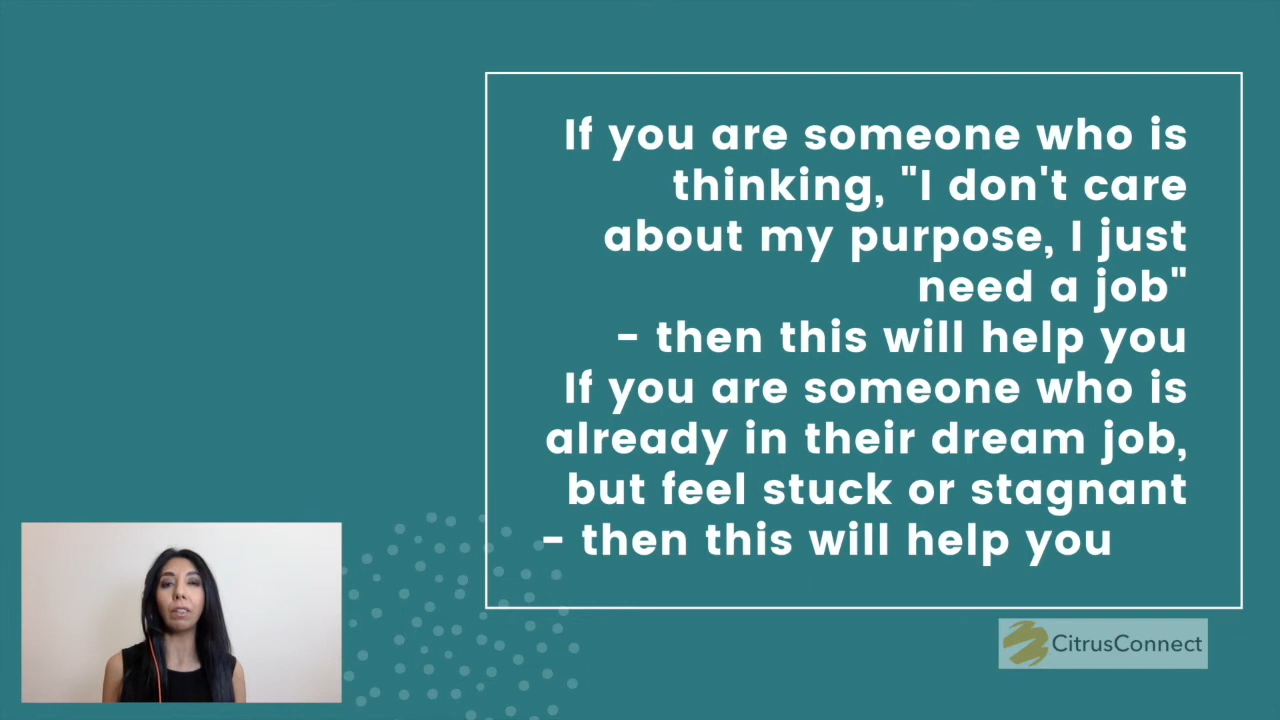 If you are someone who is
thinking, "I don't care
about my purpose, I just
need a job"
- then this will help you
If you are someone who is
already in their dream job,
but feel stuck or stagnant
- then this will help you
CitrusConnect